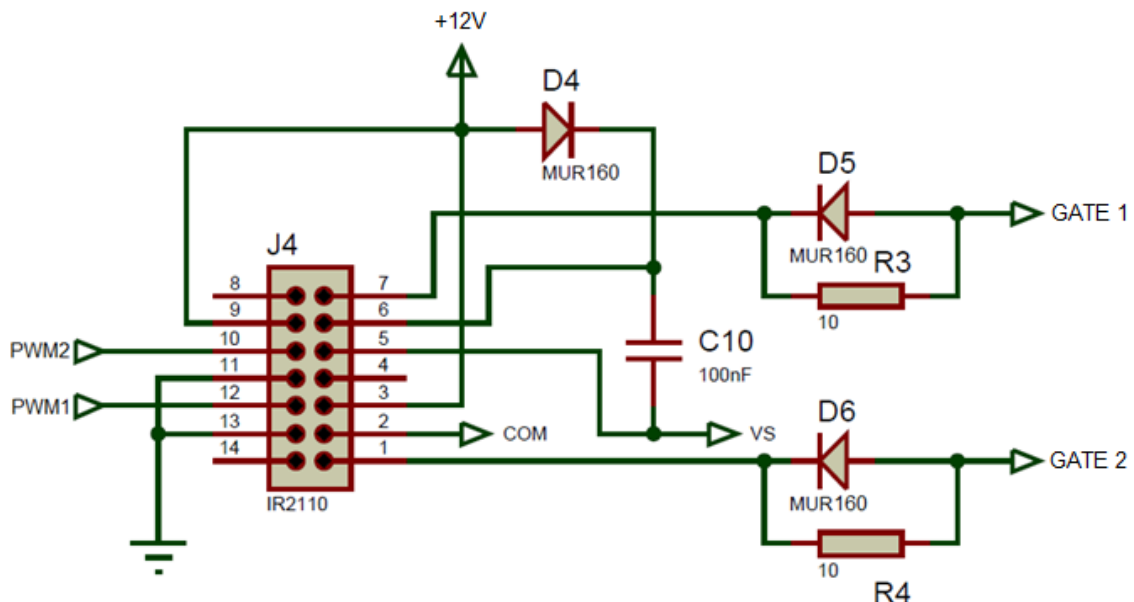 +12V
D4
MUR160
D5
GATE 1
MUR160
R3
10
J4
8
7
9
6
PWM2
10
5
C10
11
4
100nF
PWM1
12
3
13
2
COM
VS
D6
14
1
GATE 2
IR2110
MUR160
10
R4